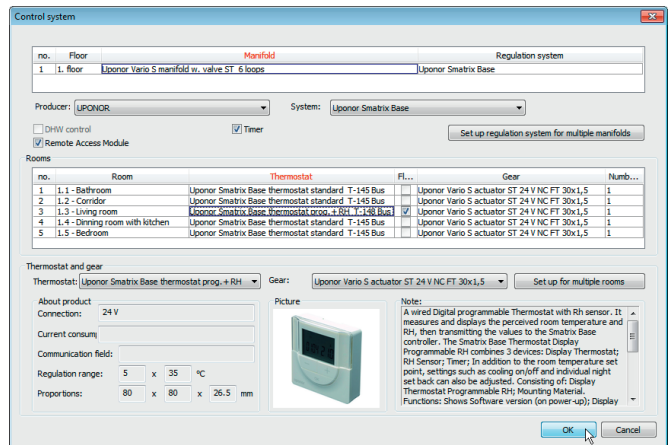 Control system
no. Floor Manifold Regulation system
1 1. floor Uponor Vario S manifold w. valve ST 6 loops Uponor Smatrix Base
Producer: UPONOR System: Uponor Smatrix Base
DHW control Timer Set up regulation system for multiple manifolds
Remote Access Module
Rooms
no. Room Thermostat Fl... Gear Numb...
1 1.1 - Bathroom Uponor Smatrix Base thermostat standard T-145 Bus Uponor Vario S actuator ST 24 V NC FT 30x1,5 1
2 1.2 - Corridor Uponor Smatrix Base thermostat standard T-145 Bus Uponor Vario S actuator ST 24 V NC FT 30x1,5 1
3 1.3 - Living room Uponor Smatrix Base thermostat prog. + RH T-148 Bus Uponor Vario S actuator ST 24 V NC FT 30x1,5 1
4 1.4 - Dinning room with kitchen Uponor Smatrix Base thermostat standard T-145 Bus Uponor Vario S actuator ST 24 V NC FT 30x1,5 1
5 1.5 - Bedroom Uponor Smatrix Base thermostat standard T-145 Bus Uponor Vario S actuator ST 24 V NC FT 30x1,5 1
Thermostat and gear
Thermostat: Uponor Smatrix Base thermostat prog. + RH Gear: Uponor Vario S actuator ST 24 V NC FT 30x1,5 Set up for multiple rooms
About product Picture Note:
Connection: 24 V
Current consum
Communication field:
Regulation range: 5 x 35 °C
Proportions: 80 x 80 x 26.5 mm
A wired Digital programmable Thermostat with Rh sensor. It
measures and displays the perceived room temperature and
RH, then transmitting the values to the Smatrix Base
controller. The Smatrix Base Thermostat Display
Programmable RH combines 3 devices: Display Thermostat;
RH Sensor; Timer; In addition to the room temperature set
point, settings such as cooling on/off and individual night
set back can also be adjusted. Consisting of: Display
Thermostat Programmable RH; Mounting Material.
Functions: Shows Software version (on power-up); Display
OK Cancel